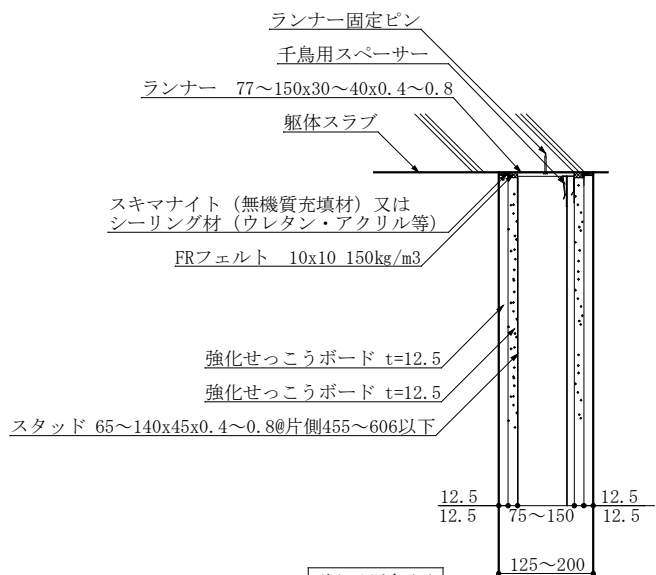 ランナー固定ピン
千鳥用スペーサー
ランナー 77～150x30～40x0.4～0.8
躯体スラブ
スキマナイト（無機質充填材）又は
シーリング材（ウレタン・アクリル等）
FRフェルト 10x10 150kg/m3
強化せっこうボード t=12.5
強化せっこうボード t=12.5
スタッド 65～140x45x0.4～0.8@片側455～606以下
12.5 12.5
12.5 75～150 12.5
125～200